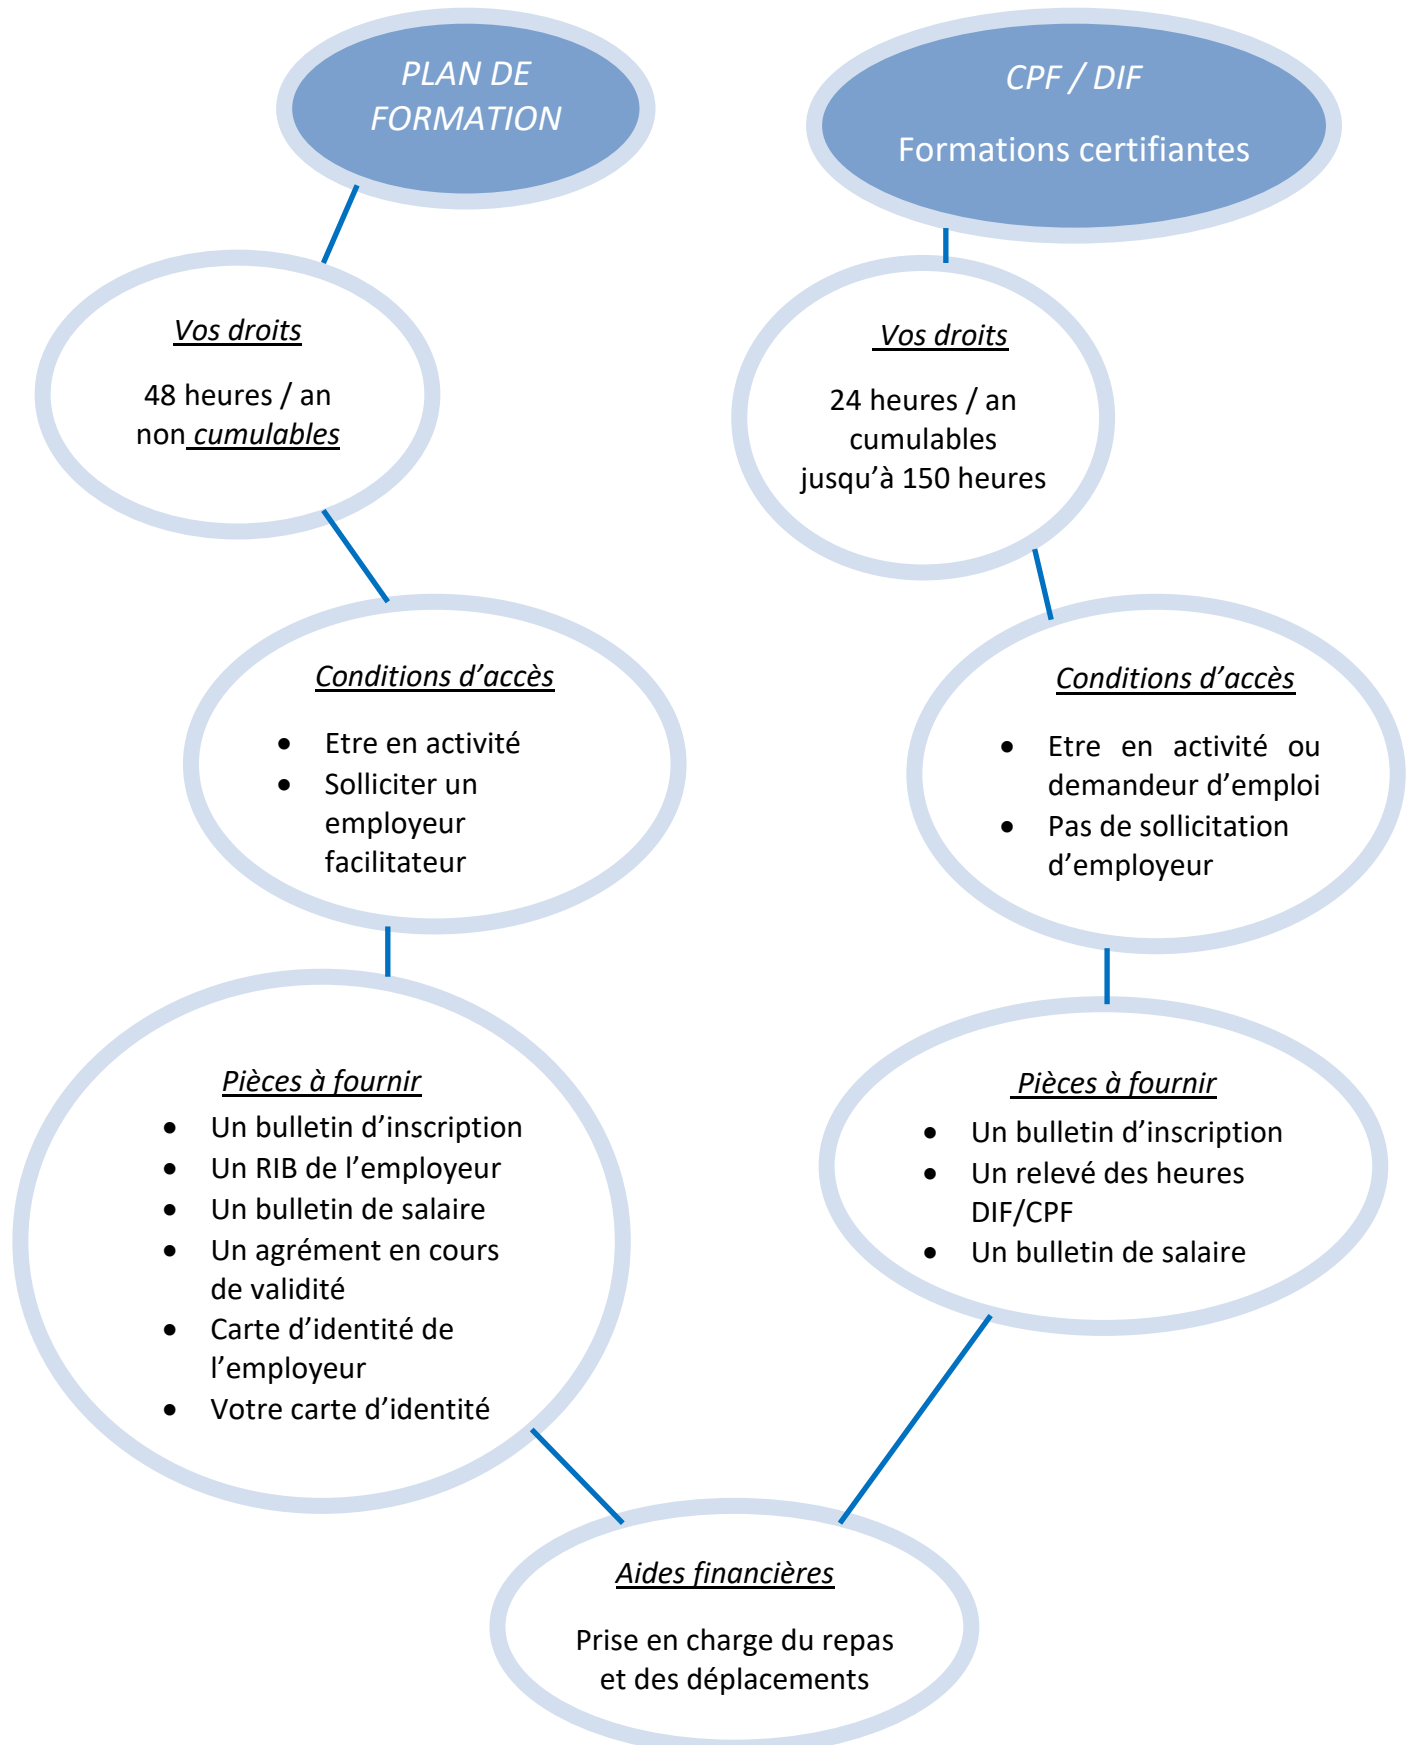 PLAN DE
FORMATION
Vos droits
48 heures / an
non cumulables
Conditions d’accès
• Etre en activité
• Solliciter un
employeur
facilitateur
Pièces à fournir
• Un bulletin d’inscription
• Un RIB de l’employeur
• Un bulletin de salaire
• Un agrément en cours
de validité
• Carte d’identité de
l’employeur
• Votre carte d’identité
CPF / DIF
Formations certifiantes
Vos droits
24 heures / an
cumulables
jusqu’à 150 heures
Conditions d’accès
• Etre en activité ou
demandeur d’emploi
• Pas de sollicitation
d’employeur
Pièces à fournir
• Un bulletin d’inscription
• Un relevé des heures
DIF/CPF
• Un bulletin de salaire
Aides financières
Prise en charge du repas
et des déplacements